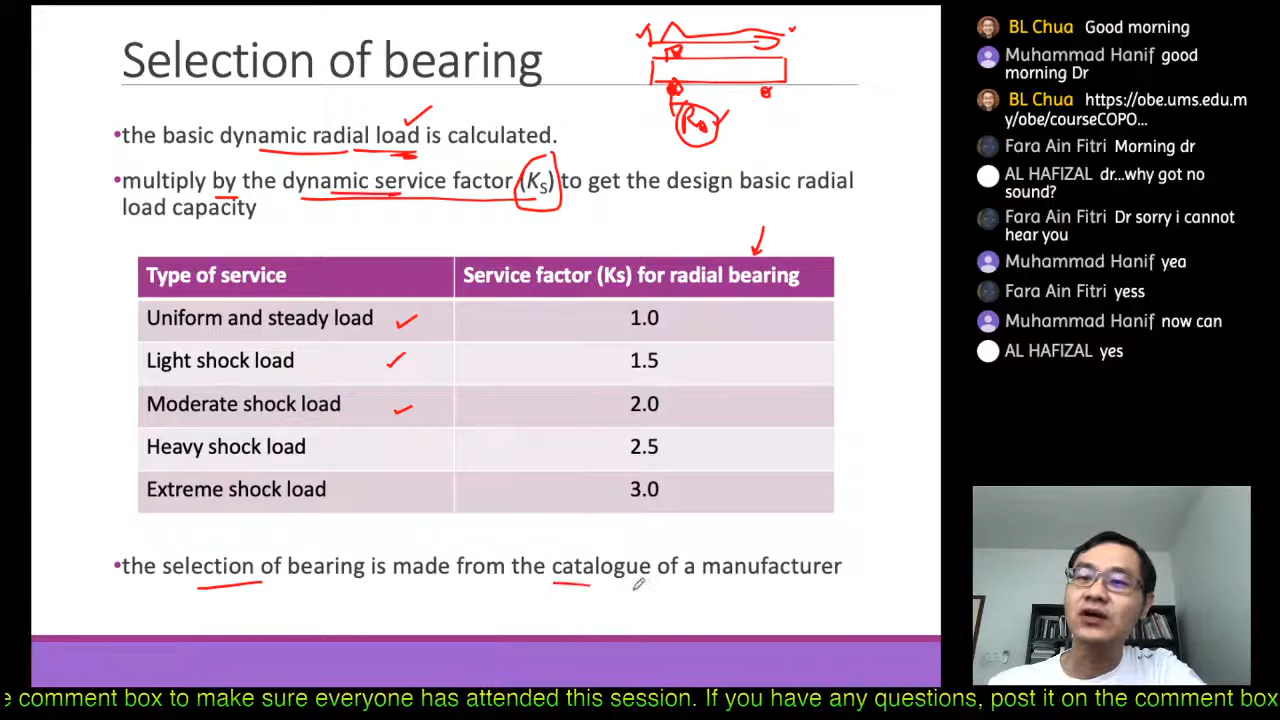 Selection of bearing
•the basic dynamic radial load is calculated.
•multiply by the dynamic service factor (KS) to get the design basic radial
load capacity
Type of service
Service factor (Ks) for radial bearing
Uniform and steady load
1.0
Light shock load
1.5
Moderate shock load
2.0
Heavy shock load
2.5
Extreme shock load
3.0
•the selection of bearing is made from the catalogue of a manufacturer
BL Chua Good morning
Muhammad Hanif good
morning Dr
BL Chua https://obe.ums.edu.m
y/obe/courseCOPO...
Fara Ain Fitri Morning dr
AL HAFIZAL dr...why got no
sound?
Fara Ain Fitri Dr sorry i cannot
hear you
Muhammad Hanif yea
Fara Ain Fitri yess
Muhammad Hanif now can
AL HAFIZAL yes
e comment box to make sure everyone has attended this session. If you have any questions, post it on the comment box